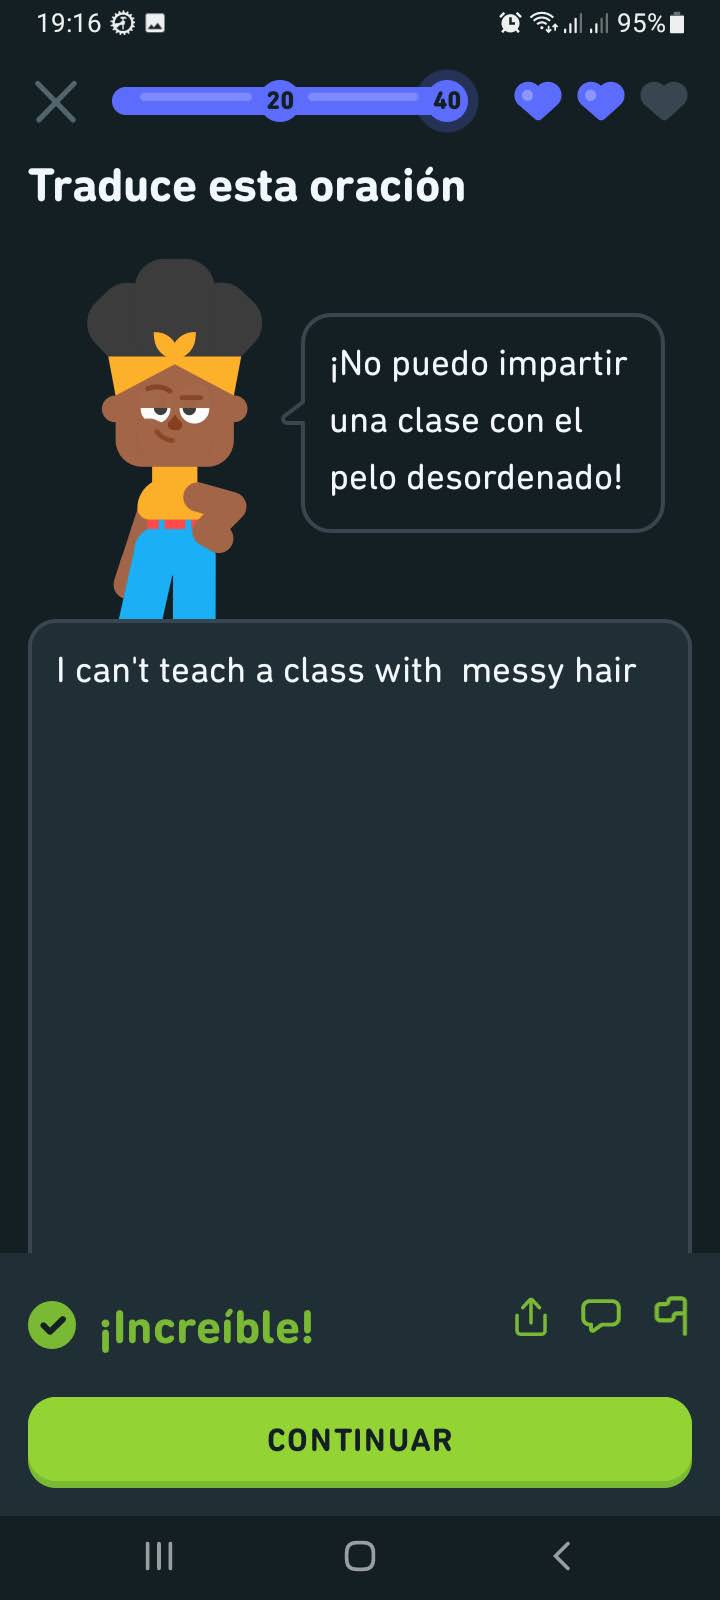 19:16
95%
20
40
Traduce esta oración
¡No puedo impartir
una clase con el
pelo desordenado!
I can't teach a class with  messy hair
¡Increíble!
CONTINUAR